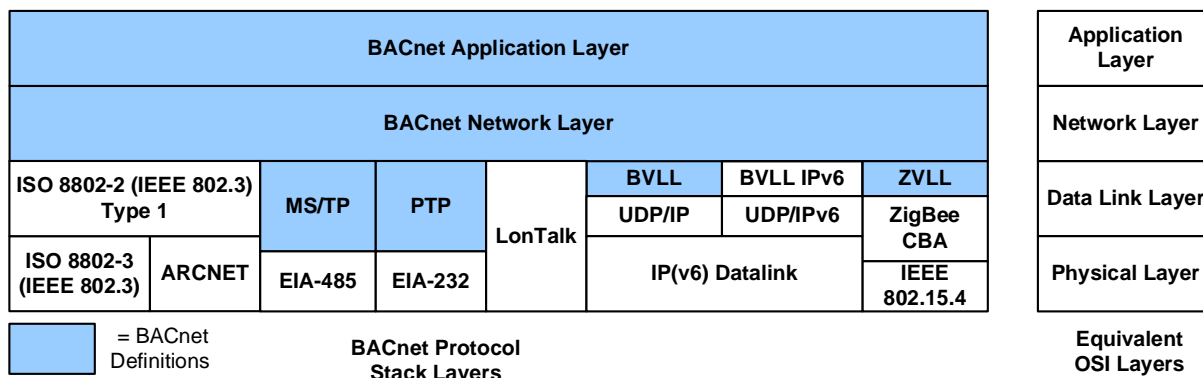 BACnet Application Layer
Application
Layer
BACnet Network Layer
Network Layer
ISO 8802-2 (IEEE 802.3)
Type 1
MS/TP
PTP
LonTalk
BVLL
BVLL IPv6
ZVLL
UDP/IP
UDP/IPv6
ZigBee
CBA
Data Link Layer
ISO 8802-3
(IEEE 802.3)
ARCNET
EIA-485
EIA-232
IP(v6) Datalink
IEEE
802.15.4
Physical Layer
= BACnet
Definitions
BACnet Protocol
Stack Layers
Equivalent
OSI Layers